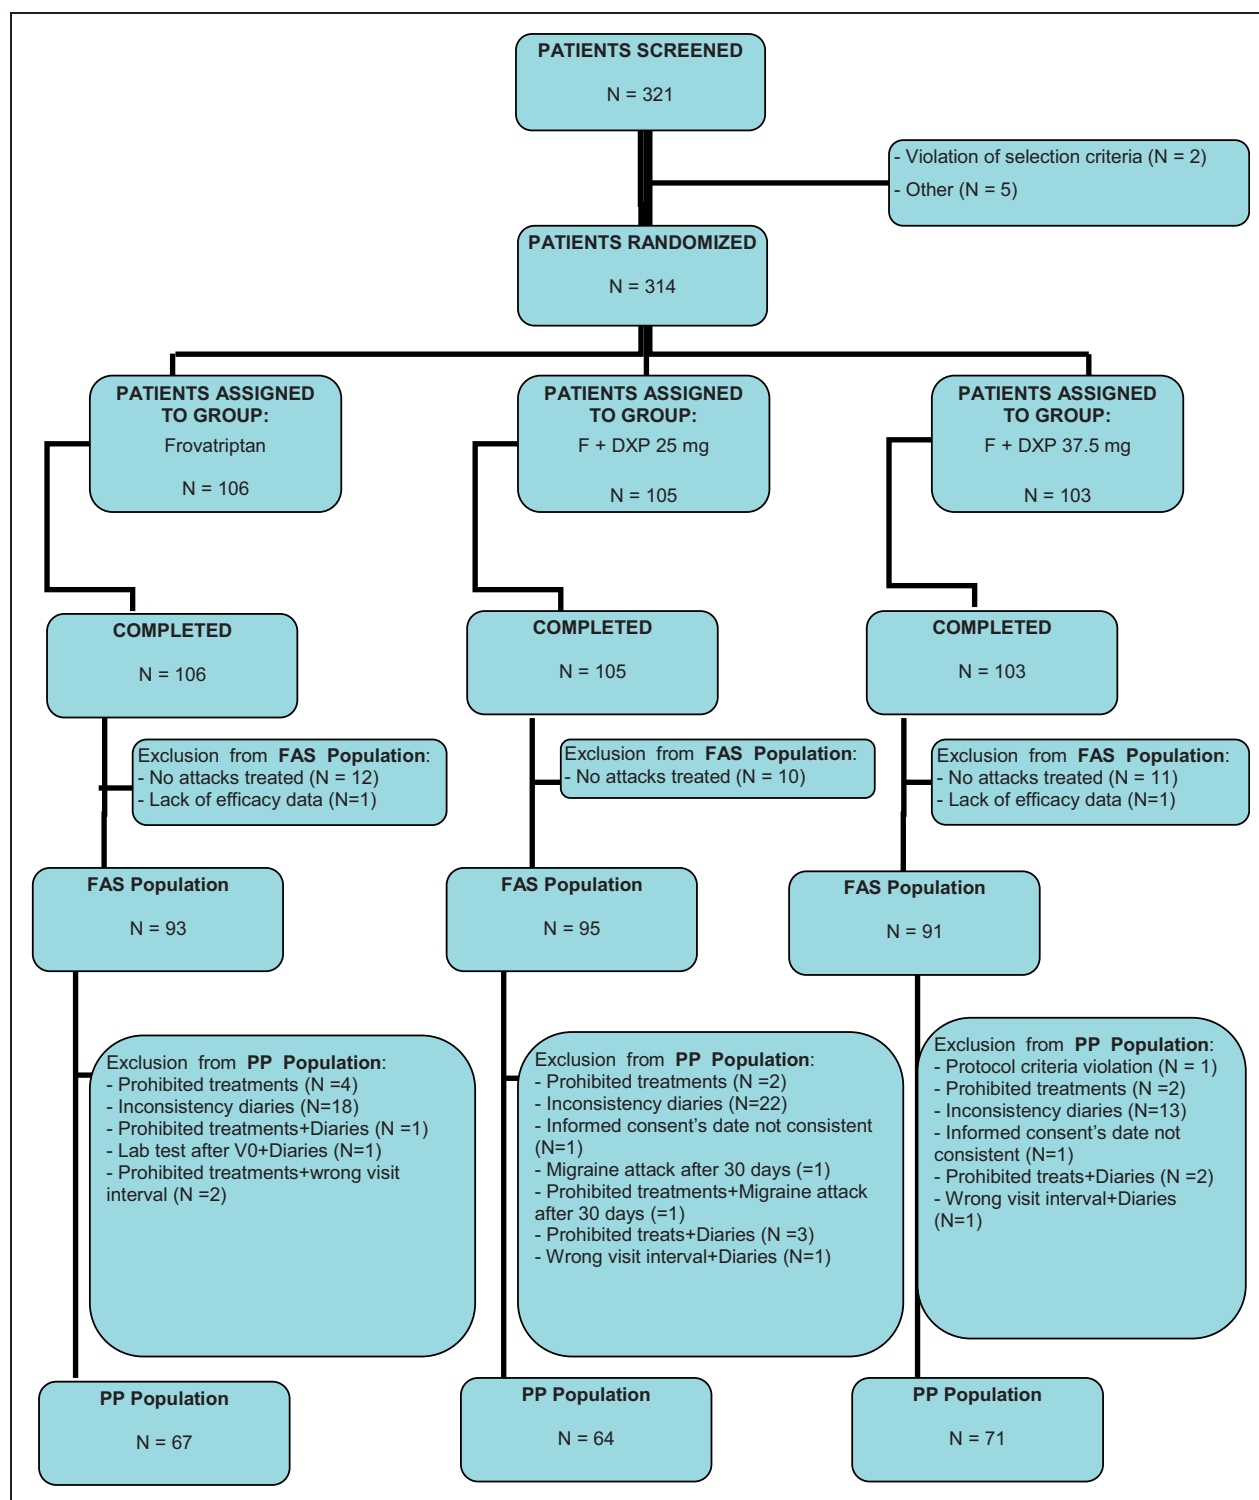 PATIENTS SCREENED
N = 321
- Violation of selection criteria (N = 2)
- Other (N = 5)
PATIENTS RANDOMIZED
N = 314
PATIENTS ASSIGNED
TO GROUP:
Frovatriptan
N = 106
PATIENTS ASSIGNED
TO GROUP:
F + DXP 25 mg
N = 105
PATIENTS ASSIGNED
TO GROUP:
F + DXP 37.5 mg
N = 103
COMPLETED
N = 106
COMPLETED
N = 105
COMPLETED
N = 103
Exclusion from FAS Population:
- No attacks treated (N = 12)
- Lack of efficacy data (N=1)
Exclusion from FAS Population:
- No attacks treated (N = 10)
Exclusion from FAS Population:
- No attacks treated (N = 11)
- Lack of efficacy data (N=1)
FAS Population
N = 93
FAS Population
N = 95
FAS Population
N = 91
Exclusion from PP Population:
- Prohibited treatments (N =4)
- Inconsistency diaries (N=18)
- Prohibited treatments+Diaries (N =1)
- Lab test after V0+Diaries (N=1)
- Prohibited treatments+wrong visit
interval (N =2)
Exclusion from PP Population:
- Prohibited treatments (N =2)
- Inconsistency diaries (N=22)
- Informed consent's date not consistent
(N=1)
- Migraine attack after 30 days (=1)
- Prohibited treatments+Migraine attack
after 30 days (=1)
- Prohibited treats+Diaries (N =3)
- Wrong visit interval+Diaries (N=1)
Exclusion from PP Population:
- Protocol criteria violation (N = 1)
- Prohibited treatments (N =2)
- Inconsistency diaries (N=13)
- Informed consent's date not
consistent (N=1)
- Prohibited treats+Diaries (N =2)
- Wrong visit interval+Diaries
(N=1)
PP Population
N = 67
PP Population
N = 64
PP Population
N = 71